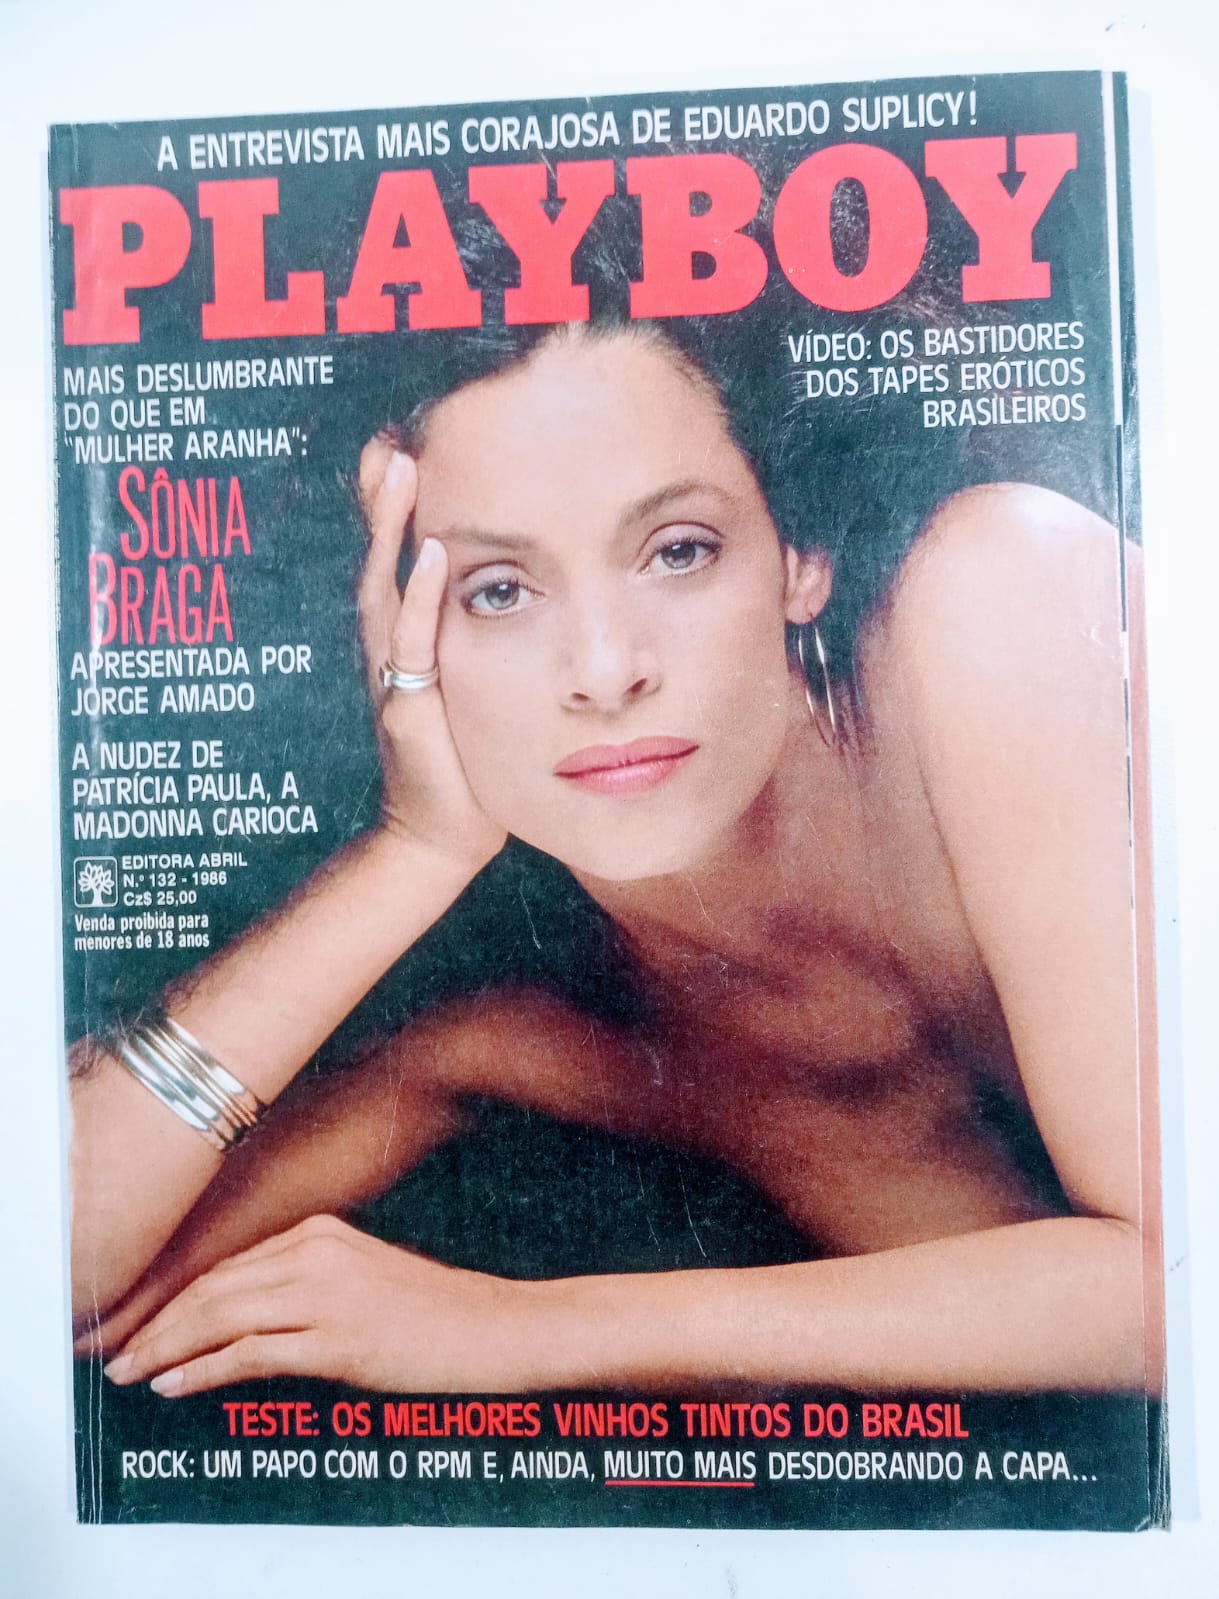 A ENTREVISTA MAIS CORAJOSA DE EDUARDO SUPLICY!
PLAYBOY
MAIS DESLUMBRANTE
DO QUE EM
"MULHER ARANHA":
SÔNIA
BRAGA
APRESENTADA POR
JORGE AMADO
A NUDEZ DE
PATRÍCIA PAULA, A
MADONNA CARIOCA
EDITORA ABRIL
N.º 132 - 1986
Cz$ 25,00
Venda proibida para
menores de 18 anos
VÍDEO: OS BASTIDORES
DOS TAPES ERÓTICOS
BRASILEIROS
TESTE: OS MELHORES VINHOS TINTOS DO BRASIL
ROCK: UM PAPO COM O RPM E, AINDA, MUITO MAIS DESDOBRANDO A CAPA...